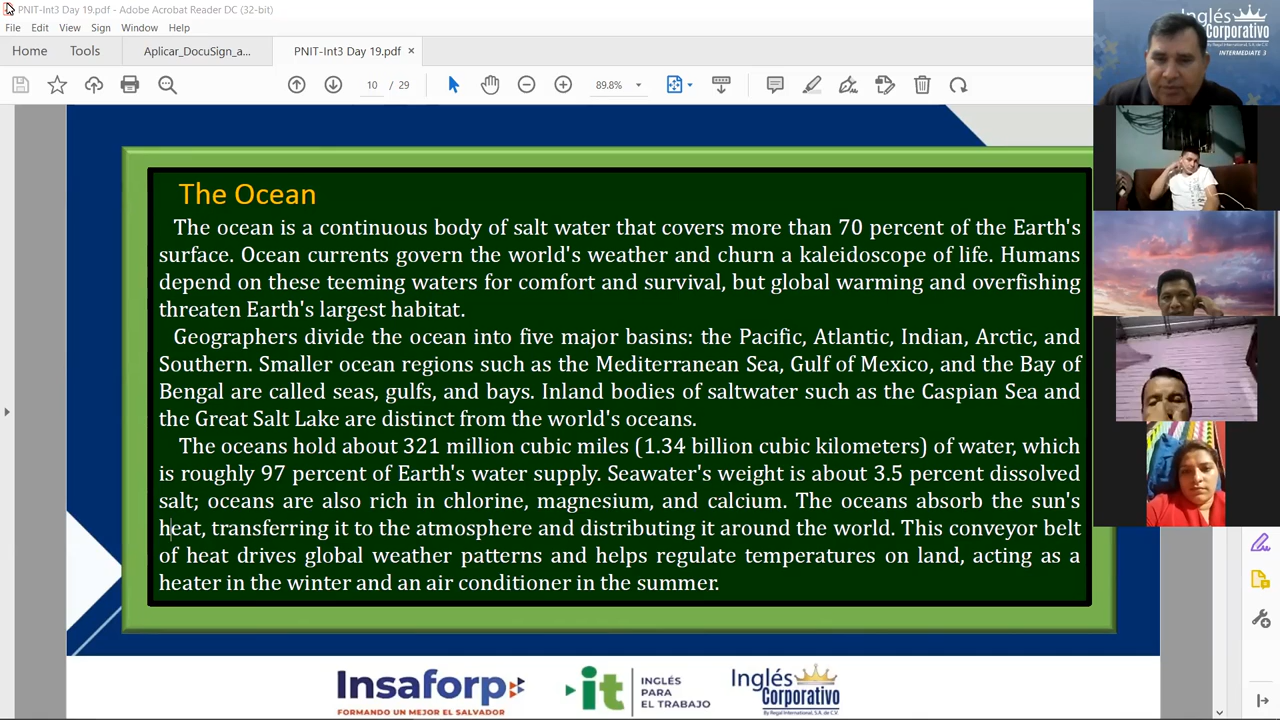 PNIT-Int3 Day 19.pdf - Adobe Acrobat Reader DC (32-bit)
File Edit View Sign Window Help
Home Tools Aplicar_DocuSign_a... PNIT-Int3 Day 19.pdf ×
10 / 29 89.8%
The Ocean
The ocean is a continuous body of salt water that covers more than 70 percent of the Earth's
surface. Ocean currents govern the world's weather and churn a kaleidoscope of life. Humans
depend on these teeming waters for comfort and survival, but global warming and overfishing
threaten Earth's largest habitat.
Geographers divide the ocean into five major basins: the Pacific, Atlantic, Indian, Arctic, and
Southern. Smaller ocean regions such as the Mediterranean Sea, Gulf of Mexico, and the Bay of
Bengal are called seas, gulfs, and bays. Inland bodies of saltwater such as the Caspian Sea and
the Great Salt Lake are distinct from the world's oceans.
The oceans hold about 321 million cubic miles (1.34 billion cubic kilometers) of water, which
is roughly 97 percent of Earth's water supply. Seawater's weight is about 3.5 percent dissolved
salt; oceans are also rich in chlorine, magnesium, and calcium. The oceans absorb the sun's
heat, transferring it to the atmosphere and distributing it around the world. This conveyor belt
of heat drives global weather patterns and helps regulate temperatures on land, acting as a
heater in the winter and an air conditioner in the summer.
Insaforp
FORMANDO UN MEJOR EL SALVADOR
it
INGLÉS
PARA
EL TRABAJO
Inglés
Corporativo
By Regal International, S.A. de C.V.
Inglés
Corporativo
By Regal International, S.A. de C.V.
INTERMEDIATE 3